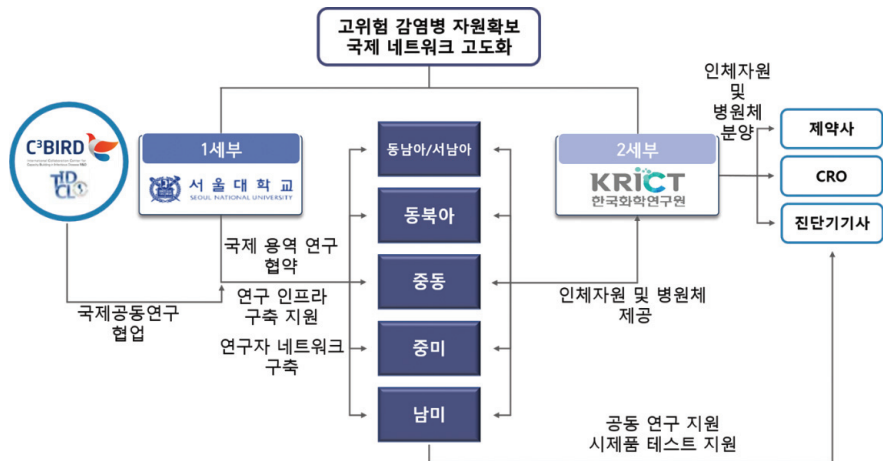 고위험 감염병 자원확보
국제 네트워크 고도화
C³BIRD
International Collaboration Center for
TID
CL
1세부
서울대학교
SEOUL NATIONAL UNIVERSITY
국제 용역 연구
협약
국제공동연구
협업
연구 인프라
구축 지원
연구자 네트워크
구축
동남아/서남아
동북아
중동
중미
남미
2세부
KRICT
한국화학연구원
인체자원 및 병원체
제공
인체자원
및
병원체
분양
제약사
CRO
진단기기사
공동 연구 지원
시제품 테스트 지원